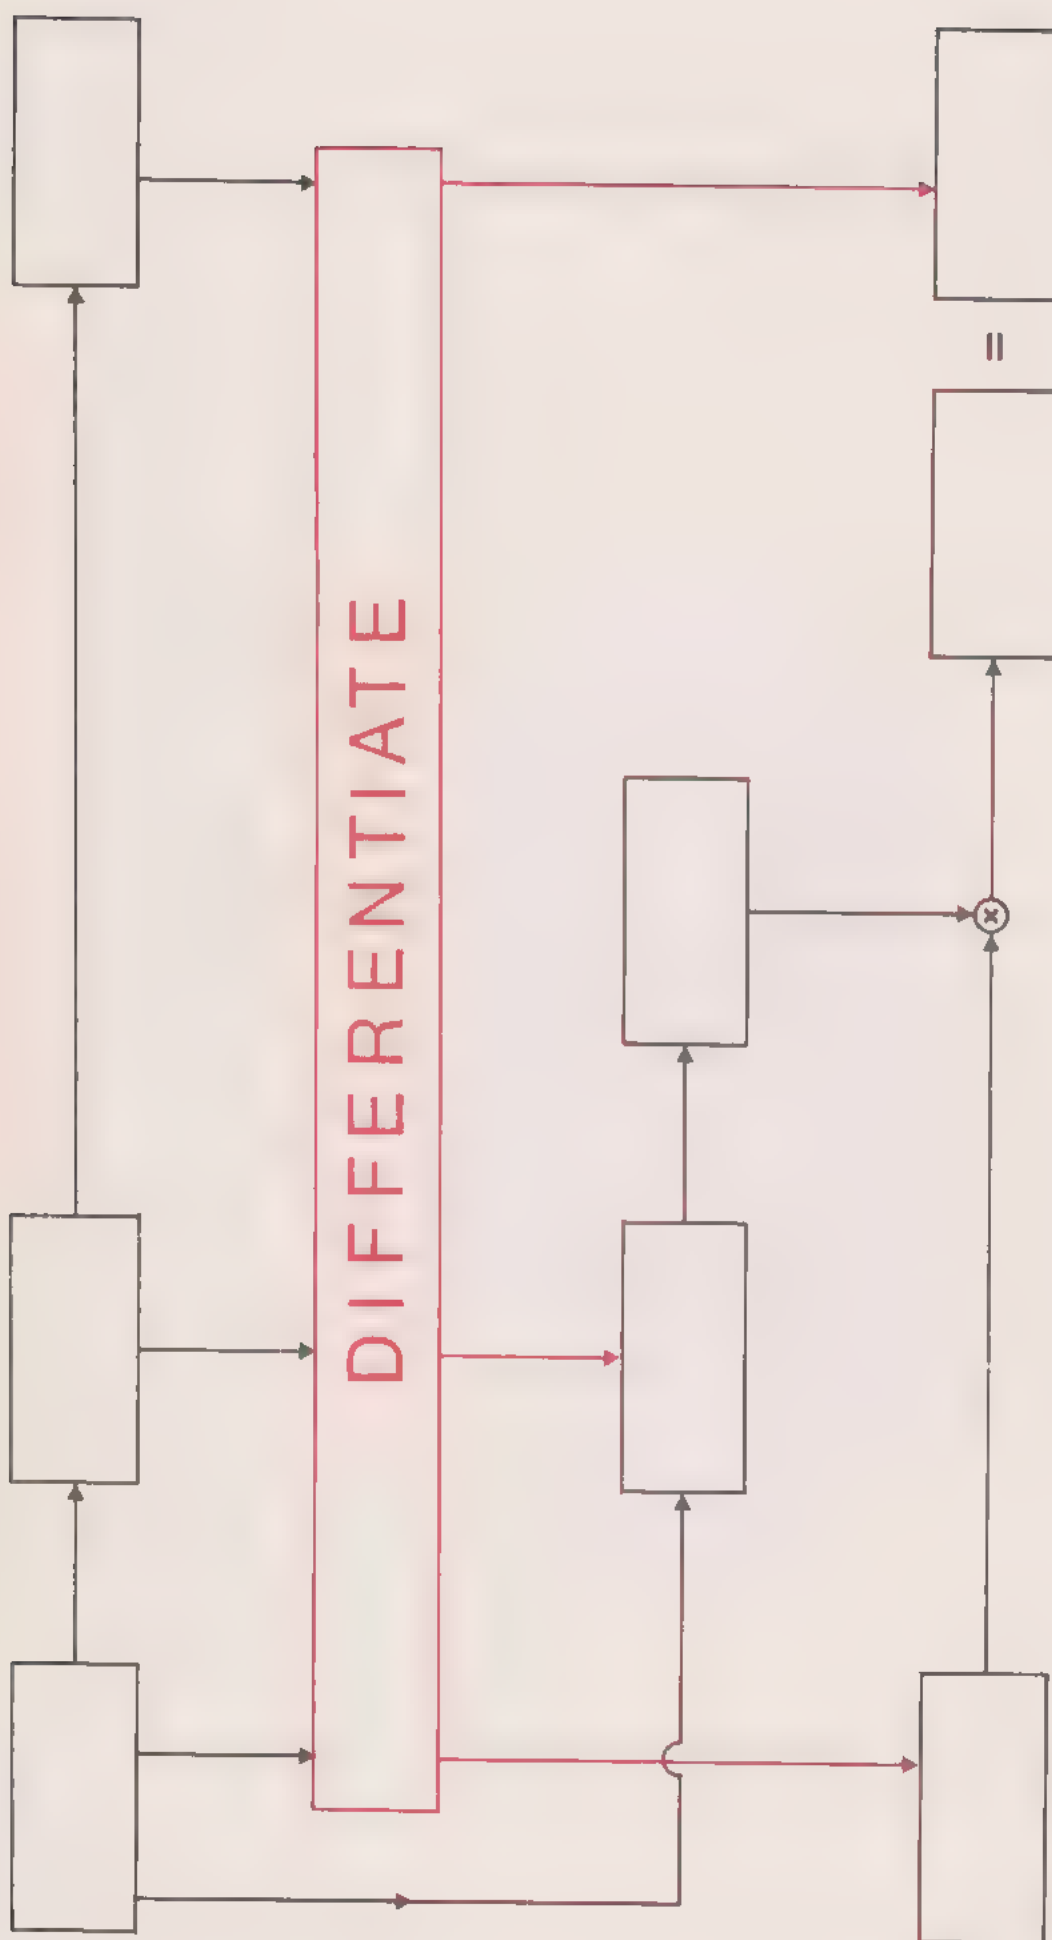 DIFFERENTIATE
=
×